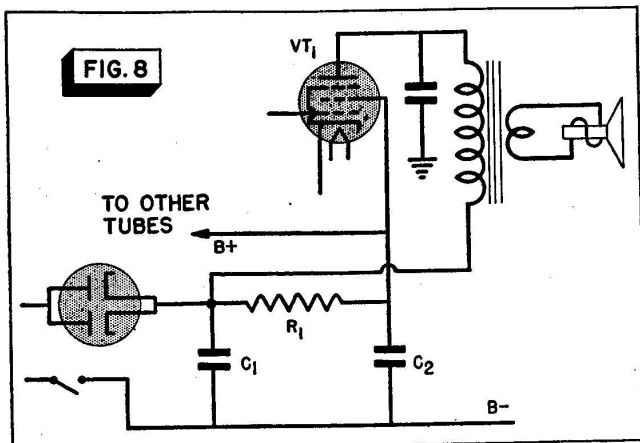 FIG. 8
VT1
TO OTHER
TUBES
B+
R1
C1
C2
B-